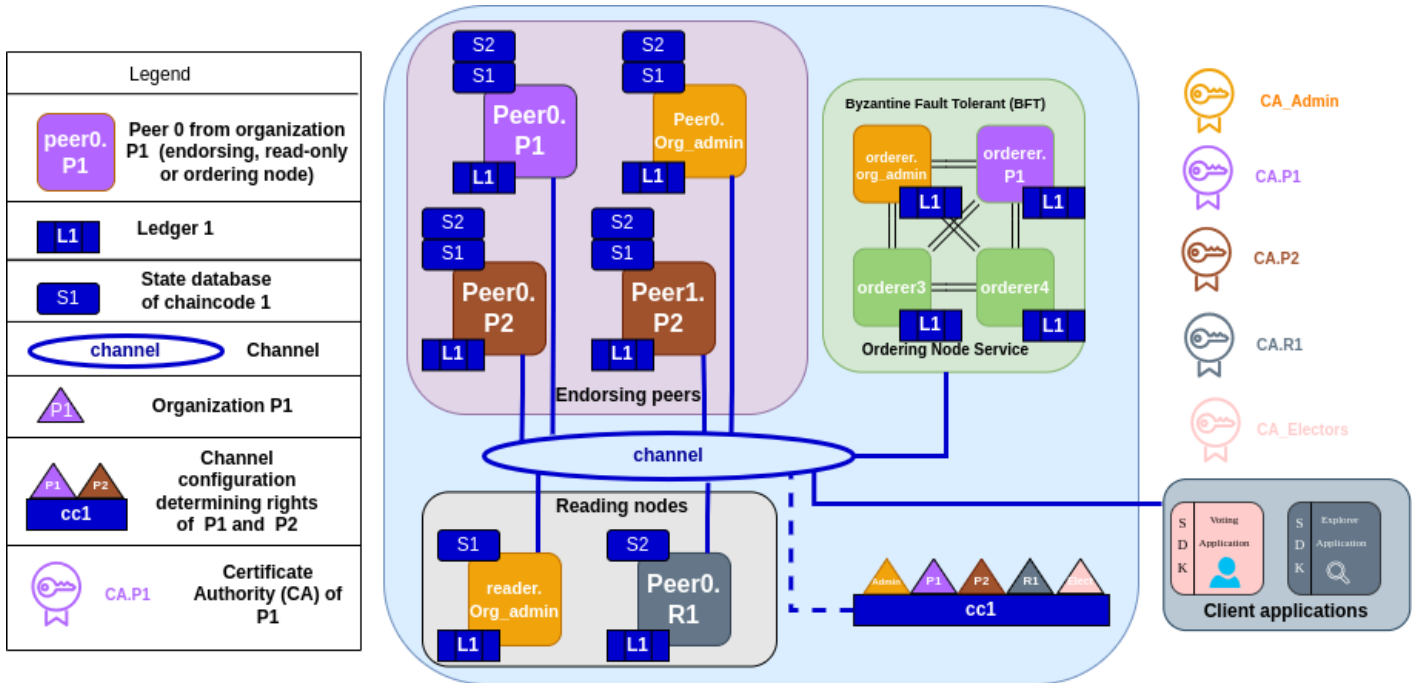 Legend
peer0.
P1
Peer 0 from organization
P1 (endorsing, read-only
or ordering node)
L1
Ledger 1
S1
State database
of chaincode 1
channel
Channel
P1
Organization P1
P1
P2
cc1
Channel
configuration
determining rights
of P1 and P2
CA.P1
Certificate
Authority (CA) of
P1
S2
S1
Peer0.
P1
L1
S2
S1
Peer0.
Org_admin
L1
S2
S1
Peer0.
P2
L1
S2
S1
Peer1.
P2
L1
Endorsing peers
Byzantine Fault Tolerant (BFT)
orderer.
org_admin
L1
orderer.
P1
L1
orderer3
L1
orderer4
L1
Ordering Node Service
channel
Reading nodes
S1
reader.
Org_admin
L1
S2
Peer0.
R1
L1
Admin
P1
P2
R1
Elect
cc1
CA_Admin
CA.P1
CA.P2
CA.R1
CA_Electors
S
D
K
Voting
Application
S
D
K
Explorer
Application
Client applications